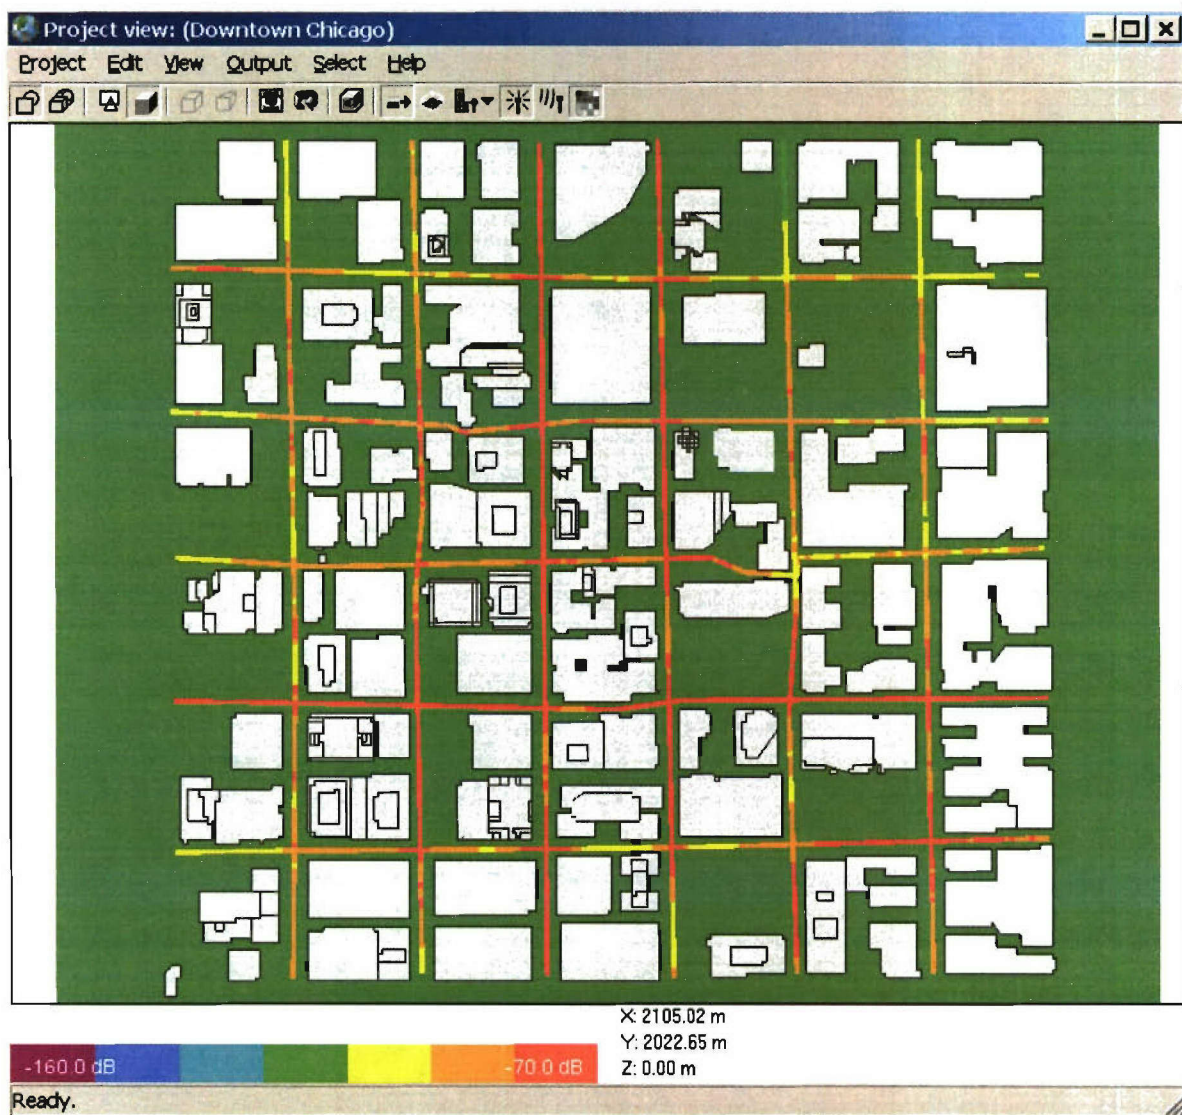 Project view: (Downtown Chicago)
Project Edit View Output Select Help
X: 2105.02 m
Y: 2022.65 m
-160.0 dB -70.0 dB Z: 0.00 m
Ready.